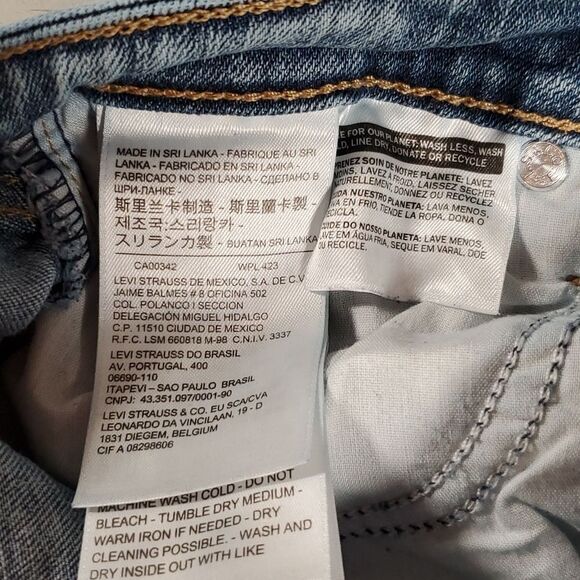 MADE IN SRI LANKA - FABRIQUE AU SRI
LANKA - FABRICADO EN SRI LANKA -
FABRICADO NO SRI LANKA - СДЕЛАНО В
ШРИ-ЛАНКЕ -
斯里兰卡制造 - 斯里蘭卡製
제조국:스리랑카 -
スリランカ製 - BUATAN SRI LANKA
CA00342 WPL 423
LEVI STRAUSS DE MEXICO, S.A. DE C.V.
JAIME BALMES # 8 OFICINA 502
COL. POLANCO I SECCION
DELEGACIÓN MIGUEL HIDALGO
C.P. 11510 CIUDAD DE MEXICO
R.F.C. LSM 660818 M-98 C.N.I.V. 3337
LEVI STRAUSS DO BRASIL
AV. PORTUGAL, 400
06690-110
ITAPEVI – SAO PAULO BRASIL
CNPJ: 43.351.097/0001-90
LEVI STRAUSS & CO. EU SCA/CVA
LEONARDO DA VINCILAAN, 19 - D
1831 DIEGEM, BELGIUM
CIF A 08298606
MACHINE WASH COLD - DO NOT
BLEACH - TUMBLE DRY MEDIUM -
WARM IRON IF NEEDED - DRY
CLEANING POSSIBLE. - WASH AND
DRY INSIDE OUT WITH LIKE
FOR OUR PLANET: WASH LESS, WASH
LINE DRY, DONATE OR RECYCLE
SOIN DE NOTRE PLANETE: LAVEZ
MOINS, LAVEZ À FROID, LAISSEZ SÉCHER
NATURELLEMENT, DONNEZ OU RECYCLEZ
NUESTRO PLANETA: LAVA MENOS,
EN FRIO, TIENDE LA ROPA, DONA O
RECICLA.
CUIDE DO NOSSO PLANETA: LAVE MENOS,
LAVE EM ÁGUA FRIA, SEQUE EM VARAL, DOE
OU RECICLE.